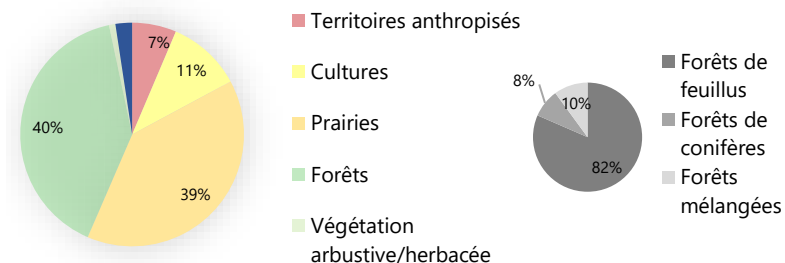 7%
11%
40%
39%
Territoires anthropisés
Cultures
Prairies
Forêts
Végétation
arbustive/herbacée
8%
10%
82%
Forêts de
feuillus
Forêts de
conifères
Forêts
mélangées